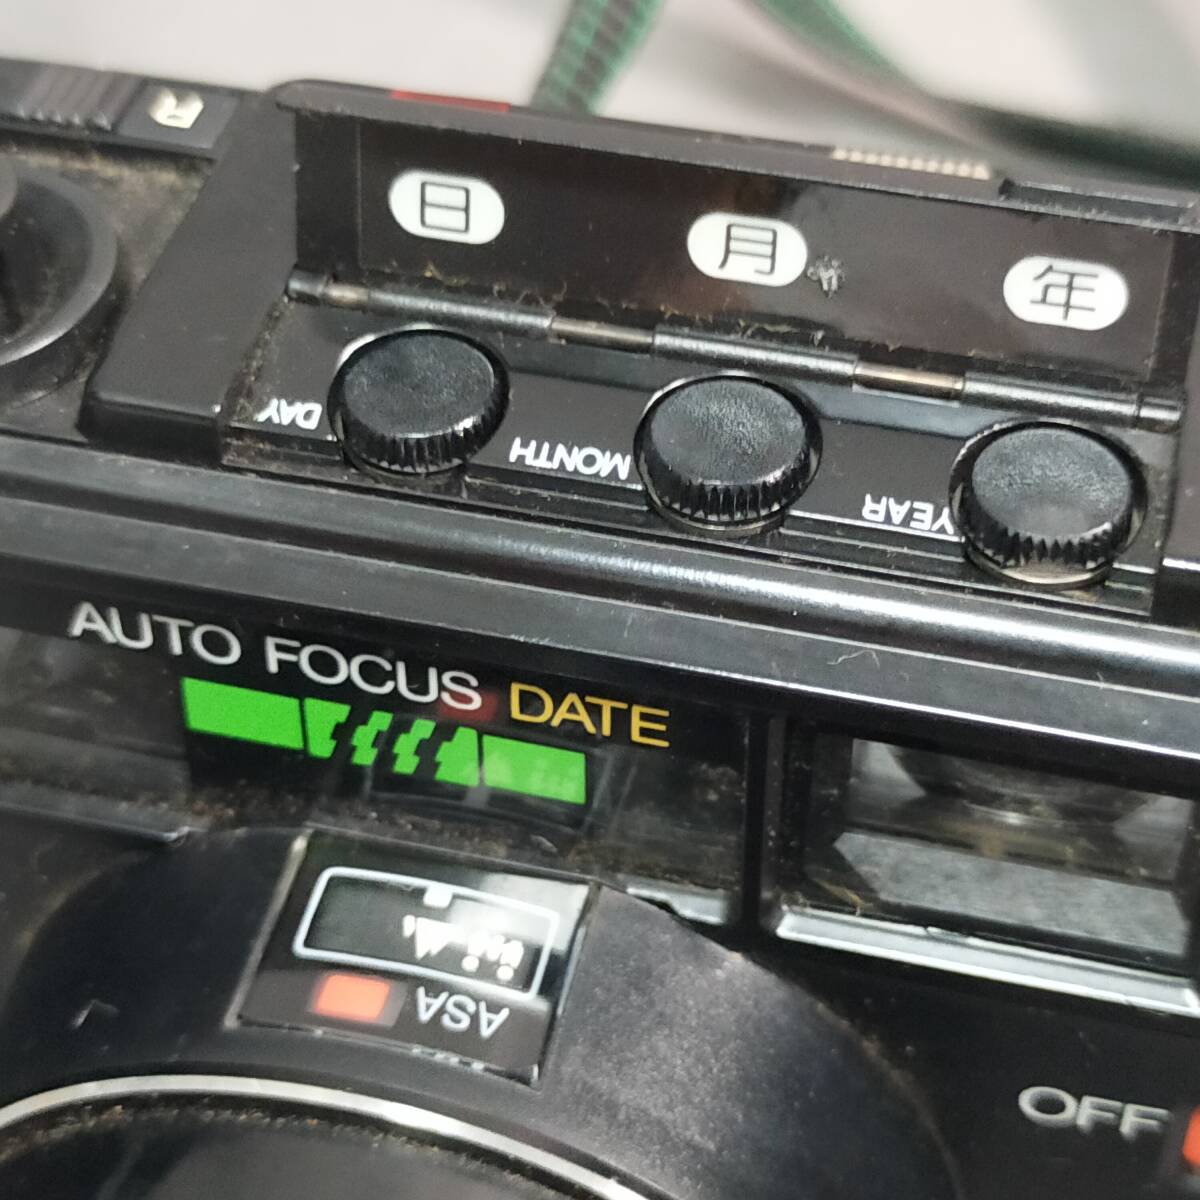 R
日 月 年
DAY MONTH YEAR
AUTO FOCUS DATE
ASA
OFF